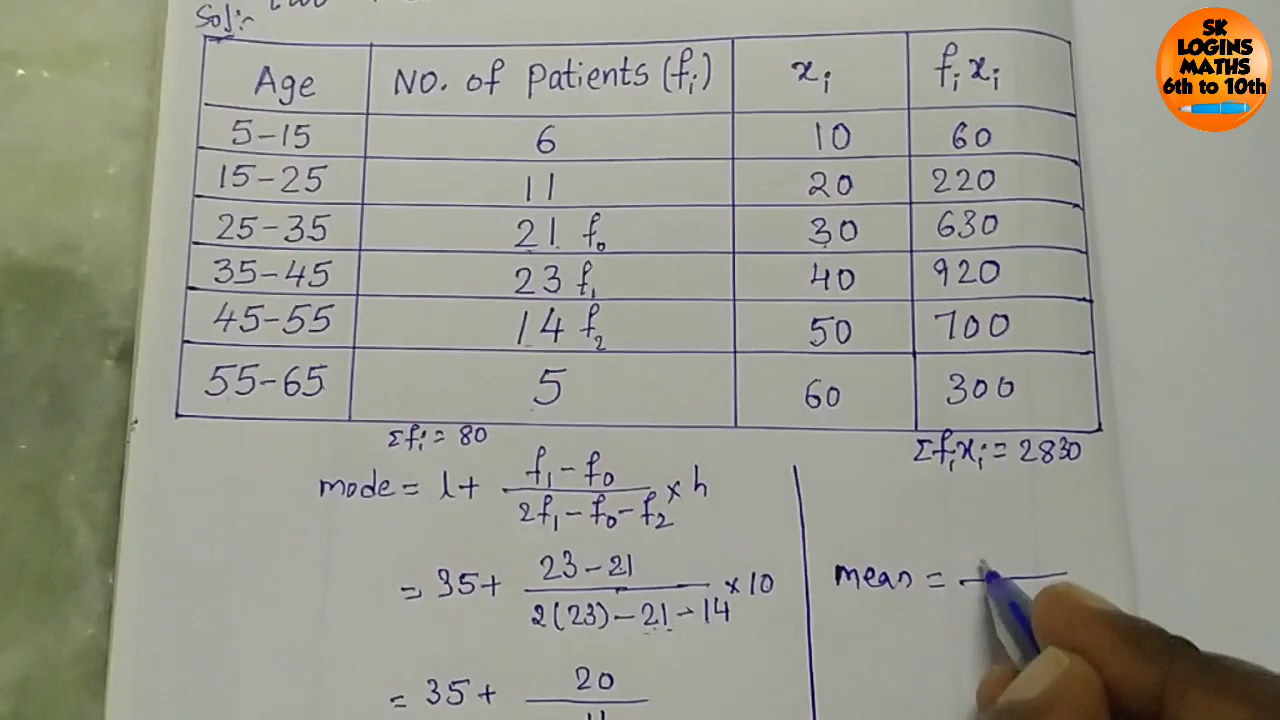 Sol:-
SK
LOGINS
MATHS
6th to 10th
Age NO. of Patients (fᵢ) xᵢ fᵢxᵢ
5-15 6 10 60
15-25 11 20 220
25-35 21 f₀ 30 630
35-45 23 f₁ 40 920
45-55 14 f₂ 50 700
55-65 5 60 300
Σfᵢ = 80 Σfᵢxᵢ = 2830
mode = l + (f₁ - f₀)/(2f₁ - f₀ - f₂) × h
= 35 + (23 - 21)/(2(23) - 21 - 14) × 10
mean =
= 35 + 20/11